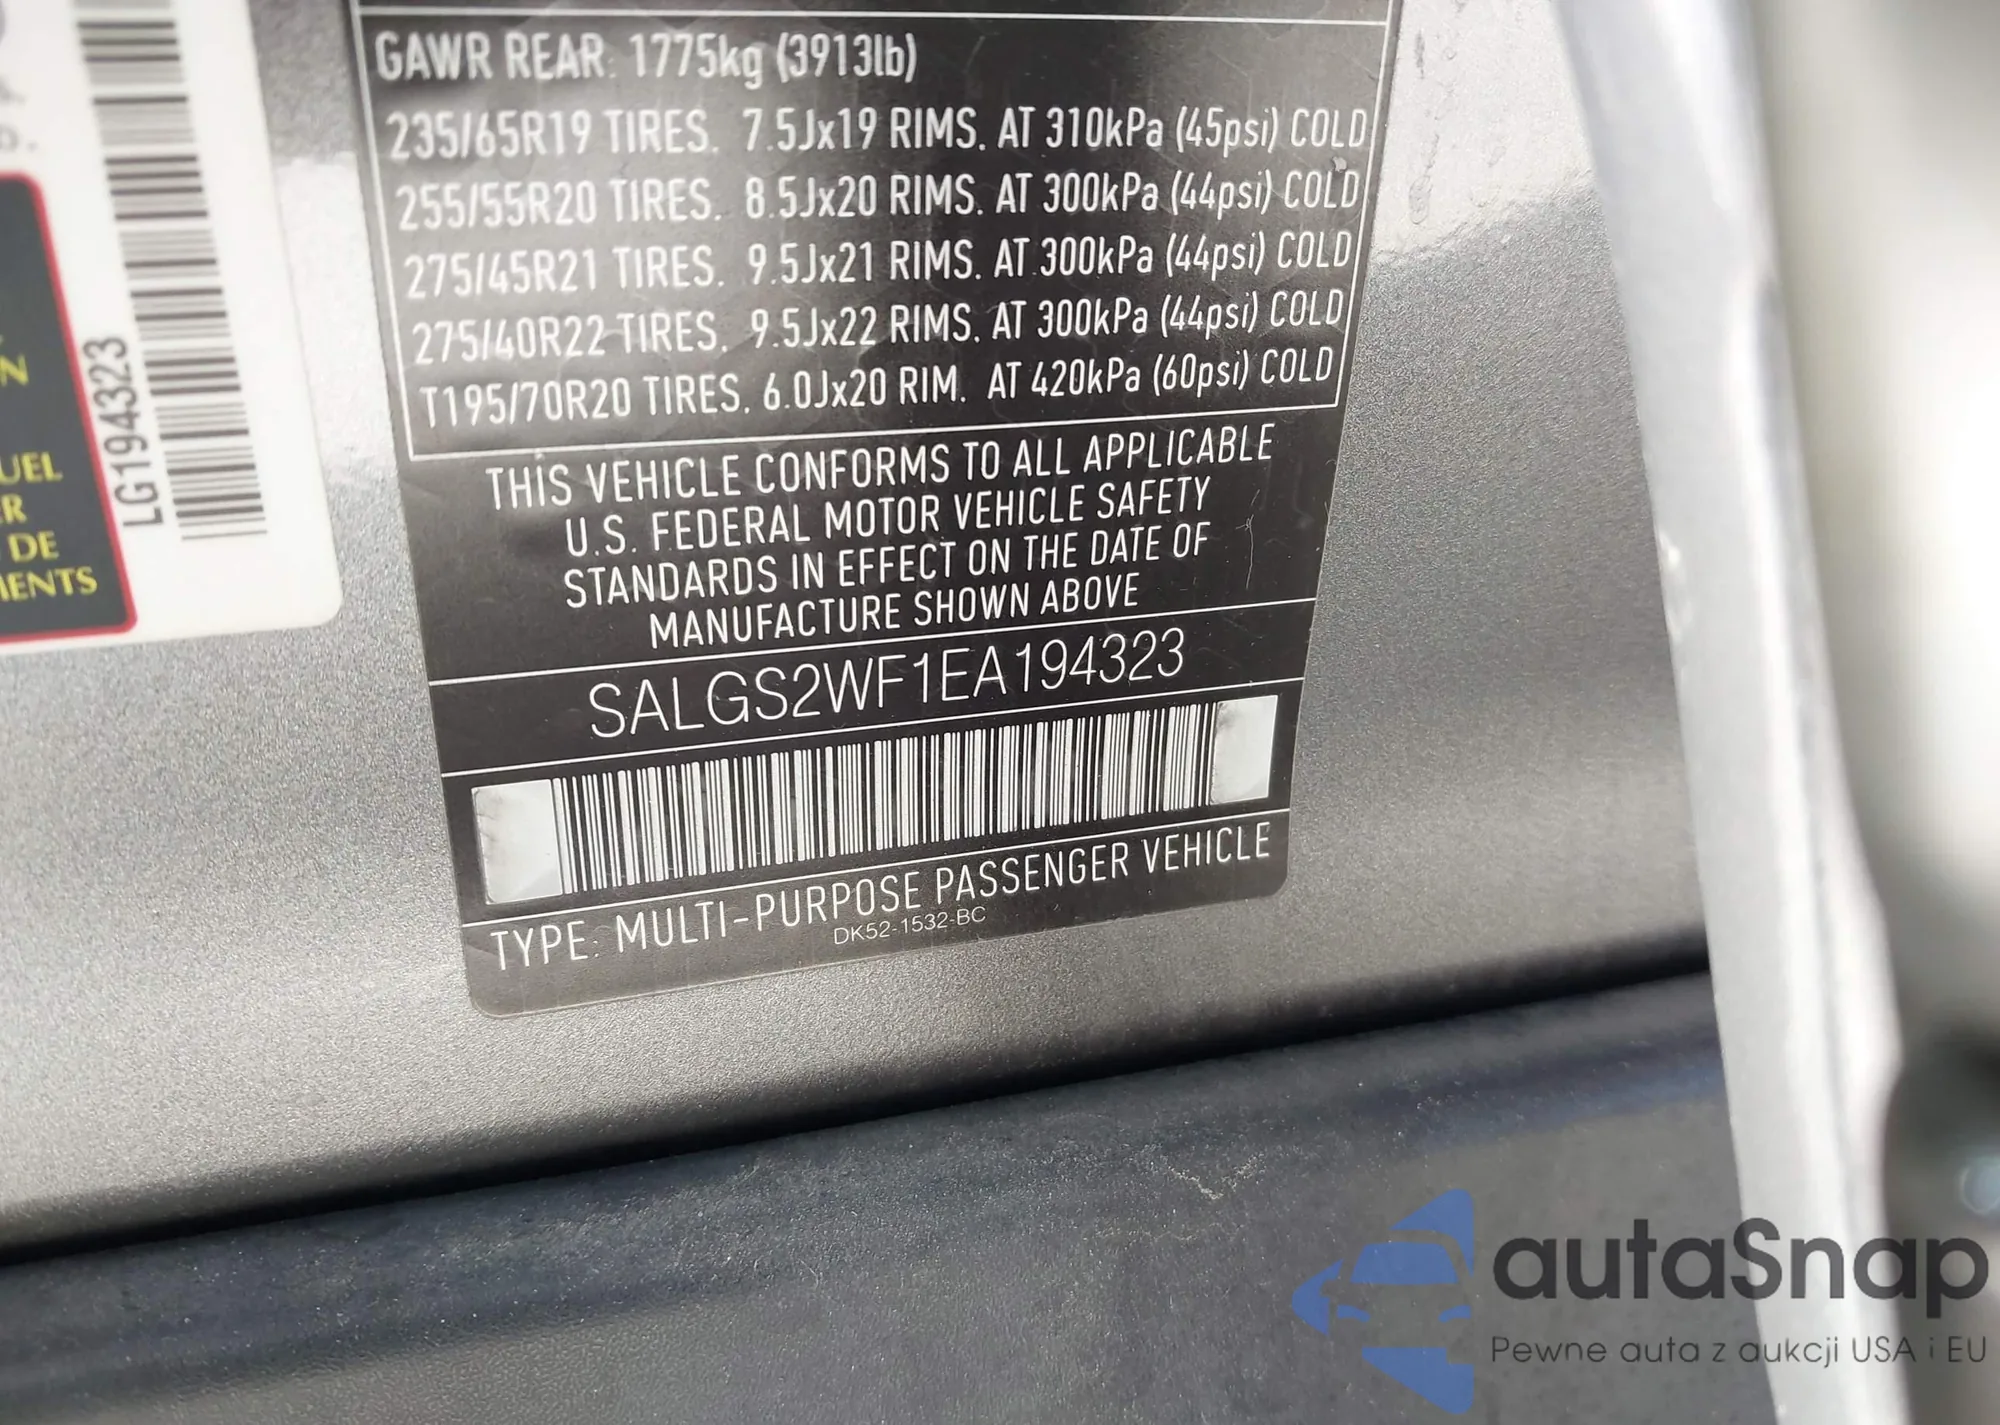 GAWR REAR: 1775kg (3913lb)
235/65R19 TIRES. 7.5Jx19 RIMS. AT 310kPa (45psi) COLD
255/55R20 TIRES. 8.5Jx20 RIMS. AT 300kPa (44psi) COLD
275/45R21 TIRES. 9.5Jx21 RIMS. AT 300kPa (44psi) COLD
275/40R22 TIRES. 9.5Jx22 RIMS. AT 300kPa (44psi) COLD
T195/70R20 TIRES. 6.0Jx20 RIM. AT 420kPa (60psi) COLD
THIS VEHICLE CONFORMS TO ALL APPLICABLE
U.S. FEDERAL MOTOR VEHICLE SAFETY
STANDARDS IN EFFECT ON THE DATE OF
MANUFACTURE SHOWN ABOVE
SALGS2WF1EA194323
TYPE: MULTI-PURPOSE PASSENGER VEHICLE
DK52-1532-BC
LG194323
UEL
DE
autaSnap
Pewne auta z aukcji USA i EU